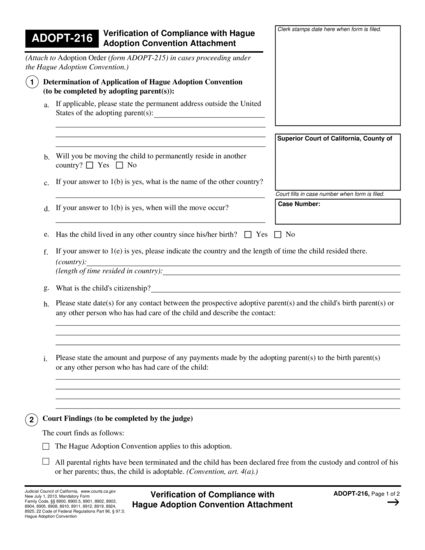 ADOPT-216
Verification of Compliance with Hague
Adoption Convention Attachment
Clerk stamps date here when form is filed.
(Attach to Adoption Order (form ADOPT-215) in cases proceeding under
the Hague Adoption Convention.)
1 Determination of Application of Hague Adoption Convention
(to be completed by adopting parent(s)):
a. If applicable, please state the permanent address outside the United
States of the adopting parent(s):
Superior Court of California, County of
b. Will you be moving the child to permanently reside in another
country? Yes No
c. If your answer to 1(b) is yes, what is the name of the other country?
Court fills in case number when form is filed.
Case Number:
d. If your answer to 1(b) is yes, when will the move occur?
e. Has the child lived in any other country since his/her birth? Yes No
f. If your answer to 1(e) is yes, please indicate the country and the length of time the child resided there.
(country):
(length of time resided in country):
g. What is the child's citizenship?
h. Please state date(s) for any contact between the prospective adoptive parent(s) and the child's birth parent(s) or
any other person who has had care of the child and describe the contact:
i. Please state the amount and purpose of any payments made by the adopting parent(s) to the birth parent(s)
or any other person who has had care of the child:
2 Court Findings (to be completed by the judge)
The court finds as follows:
The Hague Adoption Convention applies to this adoption.
All parental rights have been terminated and the child has been declared free from the custody and control of his
or her parents; thus, the child is adoptable. (Convention, art. 4(a).)
Judicial Council of California, www.courts.ca.gov
New July 1, 2013, Mandatory Form
Family Code, §§ 8900, 8900.5, 8901, 8902, 8903,
8904, 8905, 8908, 8910, 8911, 8912, 8919, 8924,
8925, 22 Code of Federal Regulations Part 96, § 97.3;
Hague Adoption Convention
Verification of Compliance with
Hague Adoption Convention Attachment
ADOPT-216, Page 1 of 2